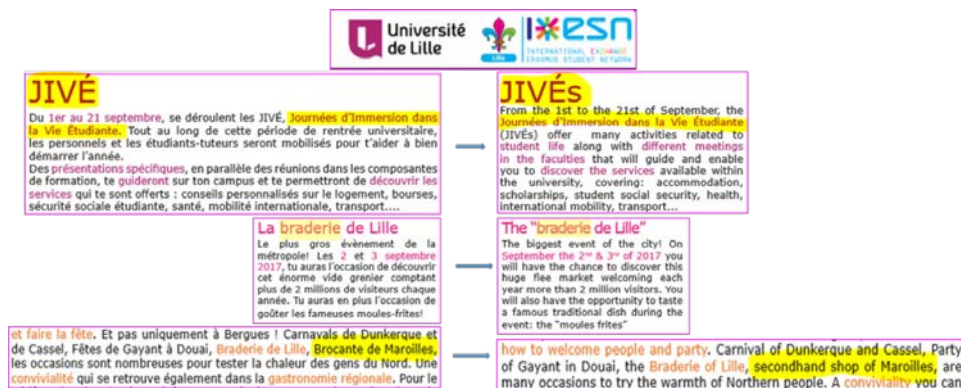 Université
de Lille
Lille
esn
INTERNATIONAL EXCHANGE
ERASMUS STUDENT NETWORK
JIVÉ
Du 1er au 21 septembre, se déroulent les JIVÉ, Journées d'Immersion dans
la Vie Étudiante. Tout au long de cette période de rentrée universitaire,
les personnels et les étudiants-tuteurs seront mobilisés pour t'aider à bien
démarrer l'année.
Des présentations spécifiques, en parallèle des réunions dans les composantes
de formation, te guideront sur ton campus et te permettront de découvrir les
services qui te sont offerts : conseils personnalisés sur le logement, bourses,
sécurité sociale étudiante, santé, mobilité internationale, transport....
JIVÉs
From the 1st to the 21st of September, the
Journées d'Immersion dans la Vie Étudiante
(JIVÉs) offer many activities related to
student life along with different meetings
in the faculties that will guide and enable
you to discover the services available within
the university, covering: accommodation,
scholarships, student social security, health,
international mobility, transport...
La braderie de Lille
Le plus gros évènement de la
métropole! Les 2 et 3 septembre
2017, tu auras l'occasion de découvrir
cet énorme vide grenier comptant
plus de 2 millions de visiteurs chaque
année. Tu auras en plus l'occasion de
goûter les fameuses moules-frites!
The "braderie de Lille"
The biggest event of the city! On
September the 2nd & 3rd of 2017 you
will have the chance to discover this
huge flee market welcoming each
year more than 2 million visitors. You
will also have the opportunity to taste
a famous traditional dish during the
event: the "moules frites"
et faire la fête. Et pas uniquement à Bergues ! Carnavals de Dunkerque et
de Cassel, Fêtes de Gayant à Douai, Braderie de Lille, Brocante de Maroilles,
les occasions sont nombreuses pour tester la chaleur des gens du Nord. Une
convivialité qui se retrouve également dans la gastronomie régionale. Pour le
how to welcome people and party. Carnival of Dunkerque and Cassel, Party
of Gayant in Douai, the Braderie of Lille, secondhand shop of Maroilles, are
many occasions to try the warmth of Northern people. A conviviality you can